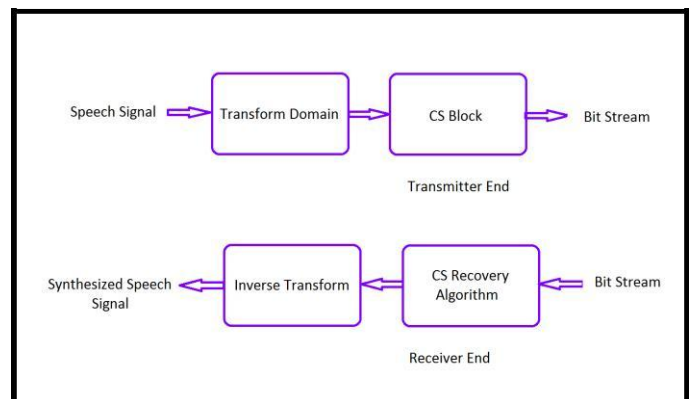 Speech Signal
Transform Domain
CS Block
Bit Stream
Transmitter End
Synthesized Speech
Signal
Inverse Transform
CS Recovery
Algorithm
Bit Stream
Receiver End